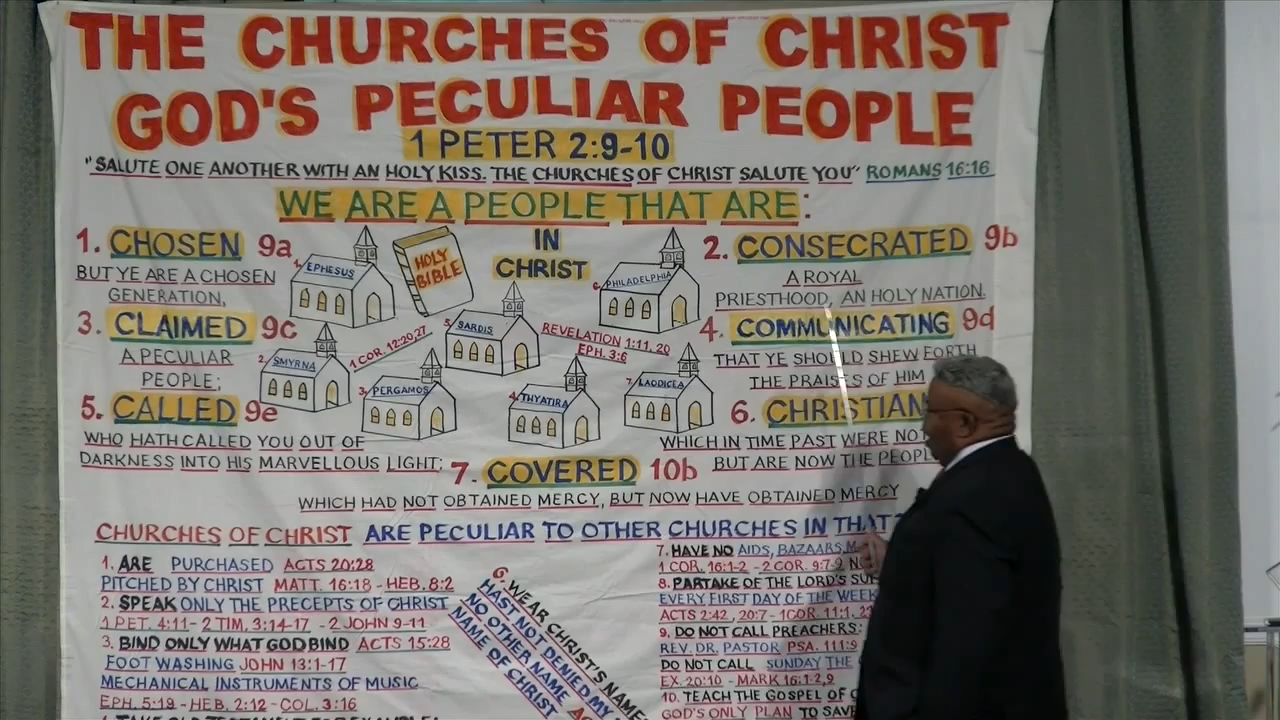 THE CHURCHES OF CHRIST
GOD'S PECULIAR PEOPLE
1 PETER 2:9-10
"SALUTE ONE ANOTHER WITH AN HOLY KISS. THE CHURCHES OF CHRIST SALUTE YOU" ROMANS 16:16
WE ARE A PEOPLE THAT ARE:
1. CHOSEN 9a
BUT YE ARE A CHOSEN
GENERATION,
IN
CHRIST
2. CONSECRATED 9b
A ROYAL
PRIESTHOOD, AN HOLY NATION.
3. CLAIMED 9c
A PECULIAR
PEOPLE;
4. COMMUNICATING 9d
THAT YE SHOULD SHEW FORTH
THE PRAISES OF HIM
1. EPHESUS
HOLY
BIBLE
6. PHILADELPHIA
5. SARDIS
1 COR. 12:20,27
REVELATION 1:11, 20
EPH. 3:6
2. SMYRNA
3. PERGAMOS
4. THYATIRA
7. LAODICEA
5. CALLED 9e
WHO HATH CALLED YOU OUT OF
DARKNESS INTO HIS MARVELLOUS LIGHT:
6. CHRISTIAN
WHICH IN TIME PAST WERE NOT
BUT ARE NOW THE PEOPL
7. COVERED 10b
WHICH HAD NOT OBTAINED MERCY, BUT NOW HAVE OBTAINED MERCY
CHURCHES OF CHRIST ARE PECULIAR TO OTHER CHURCHES IN THAT
1. ARE PURCHASED ACTS 20:28
PITCHED BY CHRIST MATT. 16:18 - HEB. 8:2
2. SPEAK ONLY THE PRECEPTS OF CHRIST
1 PET. 4:11 - 2 TIM. 3:14-17 - 2 JOHN 9-11
3. BIND ONLY WHAT GOD BIND ACTS 15:28
FOOT WASHING JOHN 13:1-17
MECHANICAL INSTRUMENTS OF MUSIC
EPH. 5:19 - HEB. 2:12 - COL. 3:16
6. WEAR CHRIST'S NAME
HAST NOT DENIED MY
NO OTHER NAME
NAME OF CHRIST
7. HAVE NO AIDS, BAZAARS,
1 COR. 16:1-2 - 2 COR. 9:7
8. PARTAKE OF THE LORD'S SU
EVERY FIRST DAY OF THE WEEK
ACTS 2:42, 20:7 - 1COR. 11:1,
9. DO NOT CALL PREACHERS:
REV. DR. PASTOR PSA. 111:9
DO NOT CALL SUNDAY THE
EX. 20:10 - MARK 16:1-2,9
10. TEACH THE GOSPEL OF
GOD'S ONLY PLAN TO SAVE